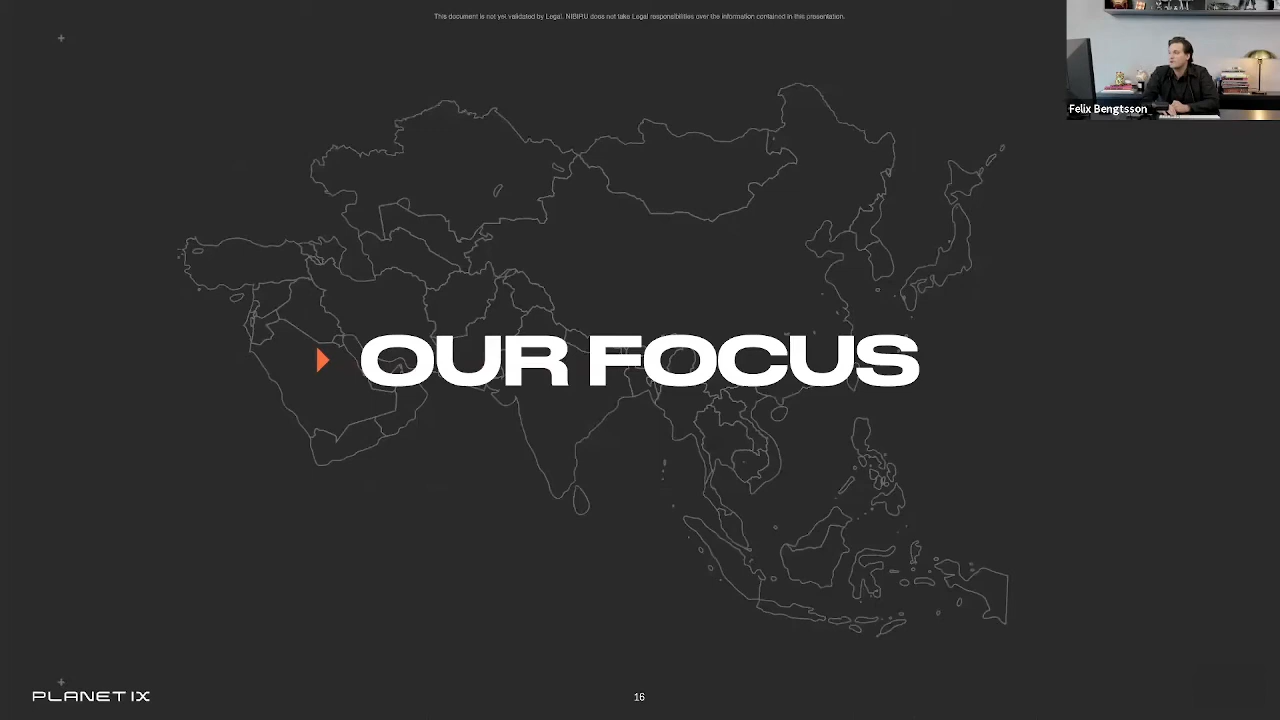 This document is not yet validated by Legal. NIBIRU does not take Legal responsibilities over the information contained in this presentation.
Felix Bengtsson
OUR FOCUS
PLANET IX
16